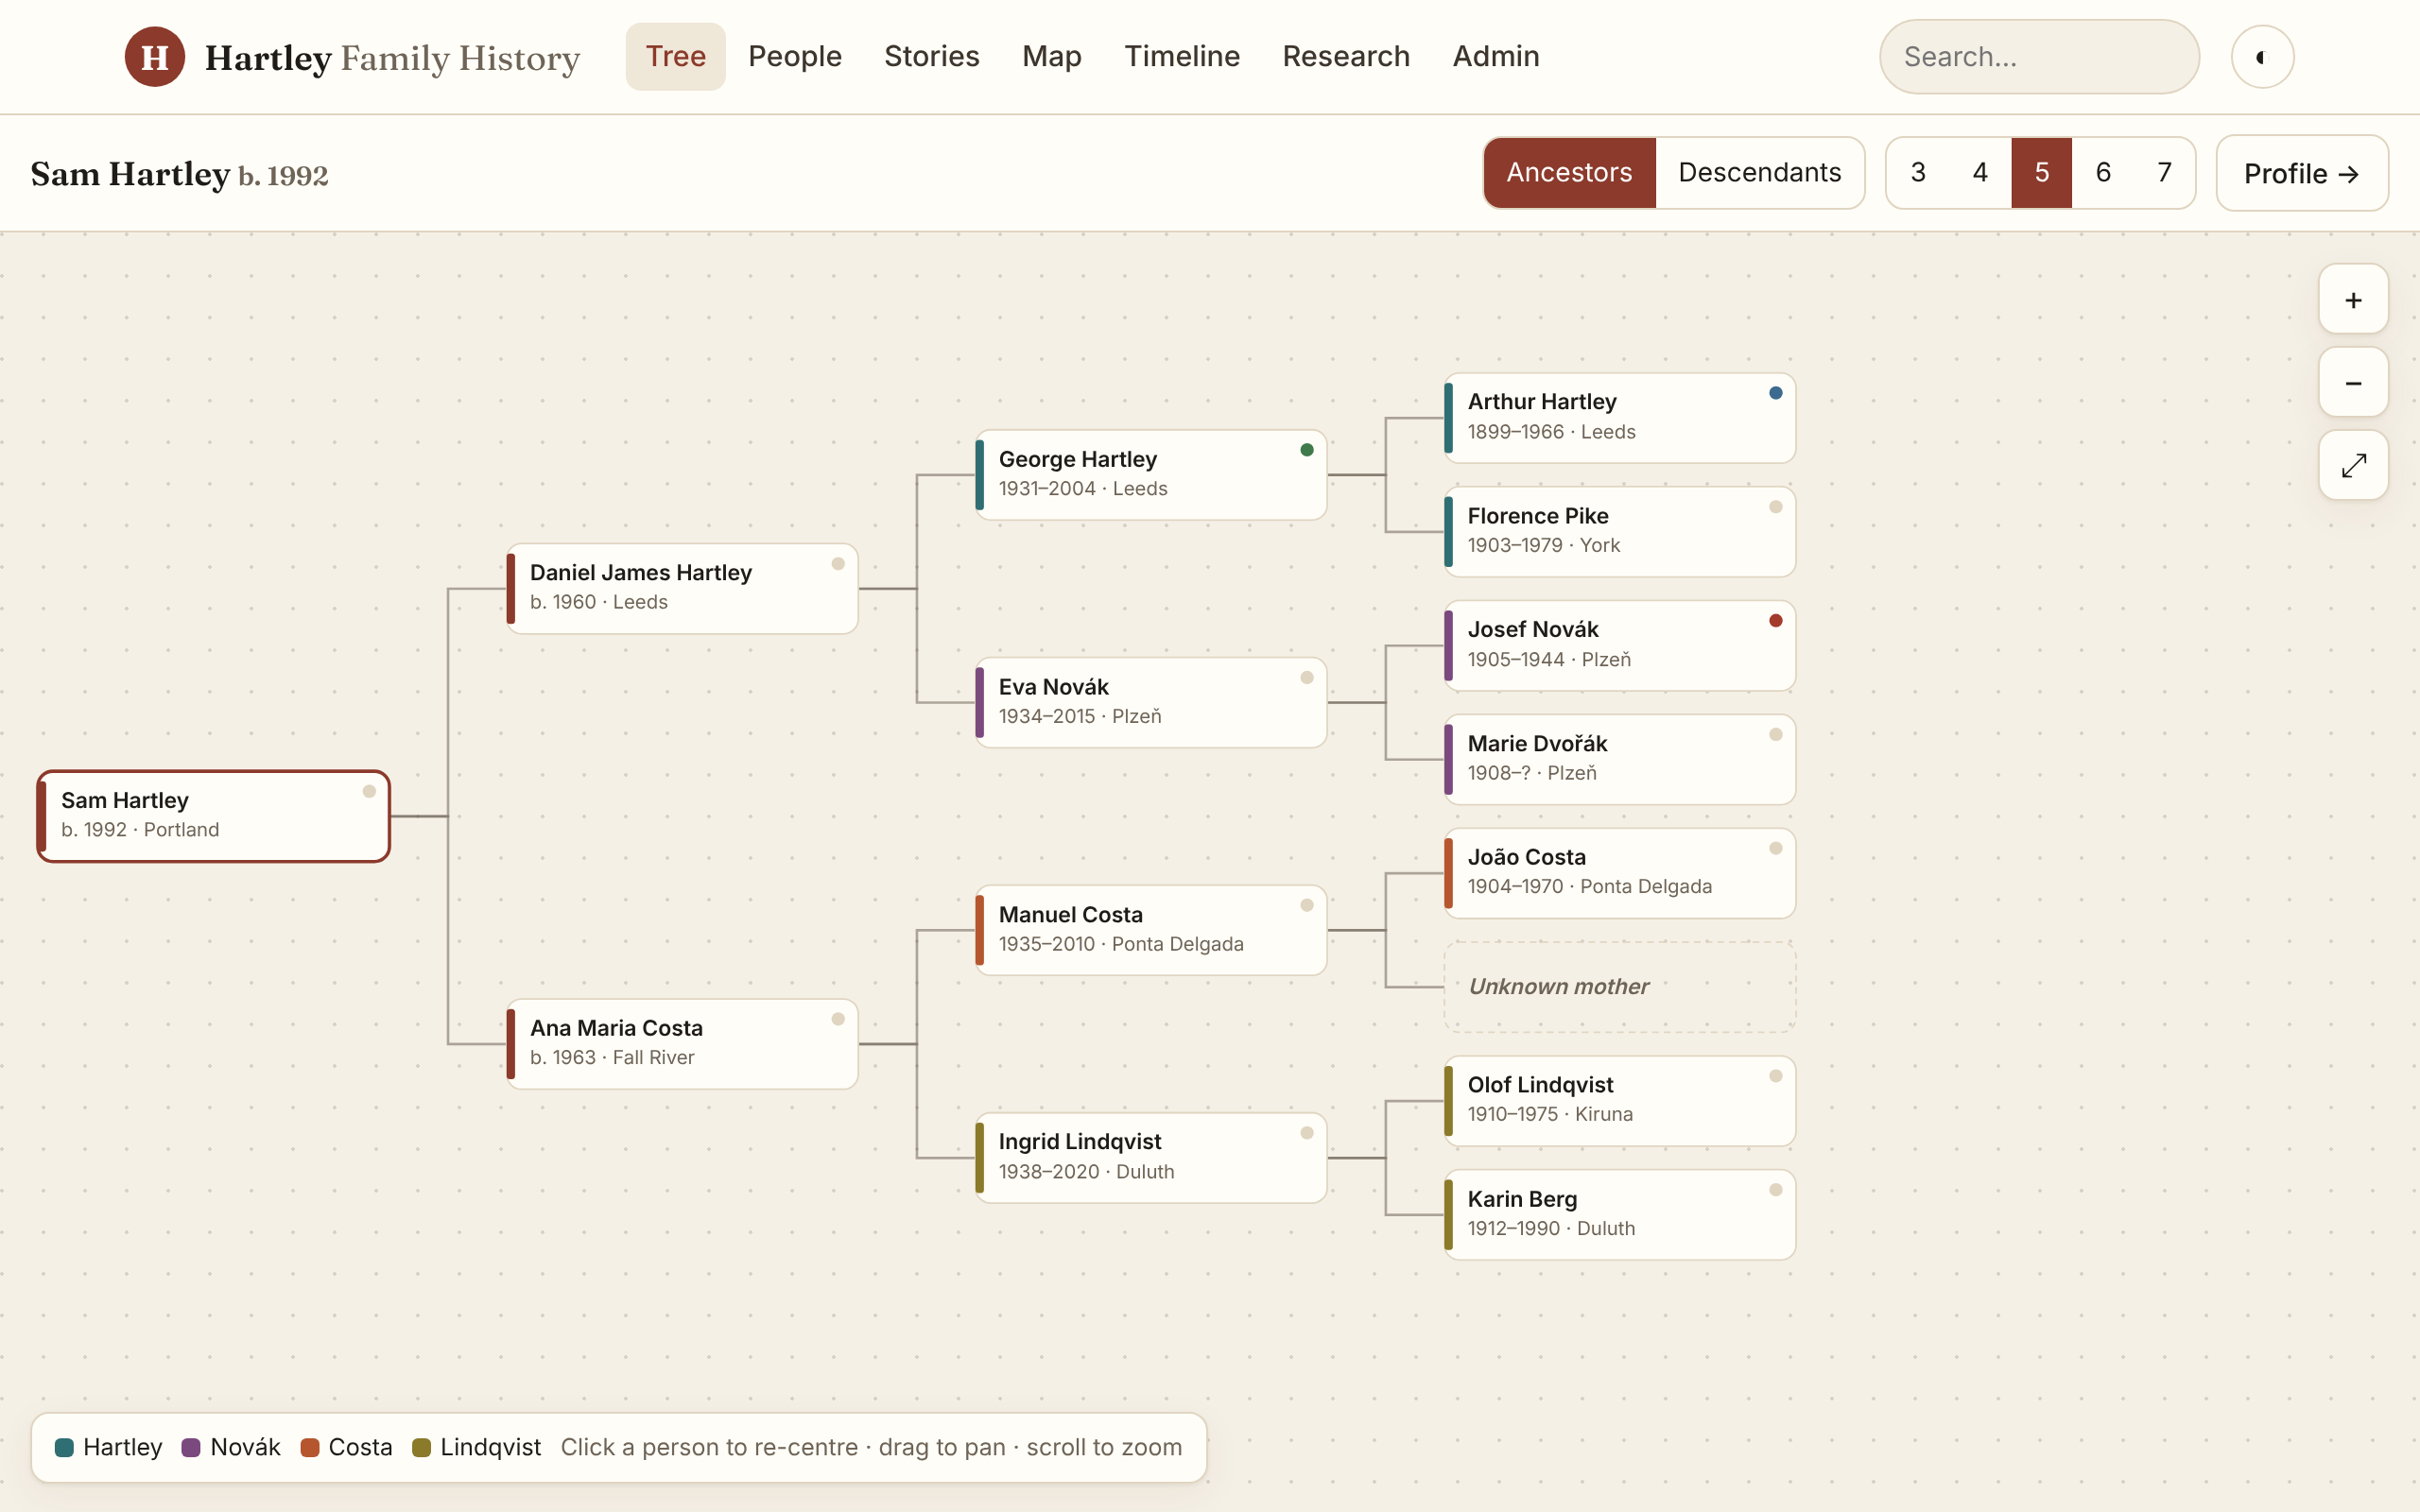 H Hartley Family History Tree People Stories Map Timeline Research Admin Search...
Sam Hartley b. 1992 Ancestors Descendants 3 4 5 6 7 Profile →
+
−
Arthur Hartley
1899–1966 · Leeds
George Hartley
1931–2004 · Leeds
Florence Pike
1903–1979 · York
Daniel James Hartley
b. 1960 · Leeds
Josef Novák
1905–1944 · Plzeň
Eva Novák
1934–2015 · Plzeň
Marie Dvořák
1908–? · Plzeň
Sam Hartley
b. 1992 · Portland
João Costa
1904–1970 · Ponta Delgada
Manuel Costa
1935–2010 · Ponta Delgada
Unknown mother
Ana Maria Costa
b. 1963 · Fall River
Olof Lindqvist
1910–1975 · Kiruna
Ingrid Lindqvist
1938–2020 · Duluth
Karin Berg
1912–1990 · Duluth
Hartley Novák Costa Lindqvist Click a person to re-centre · drag to pan · scroll to zoom